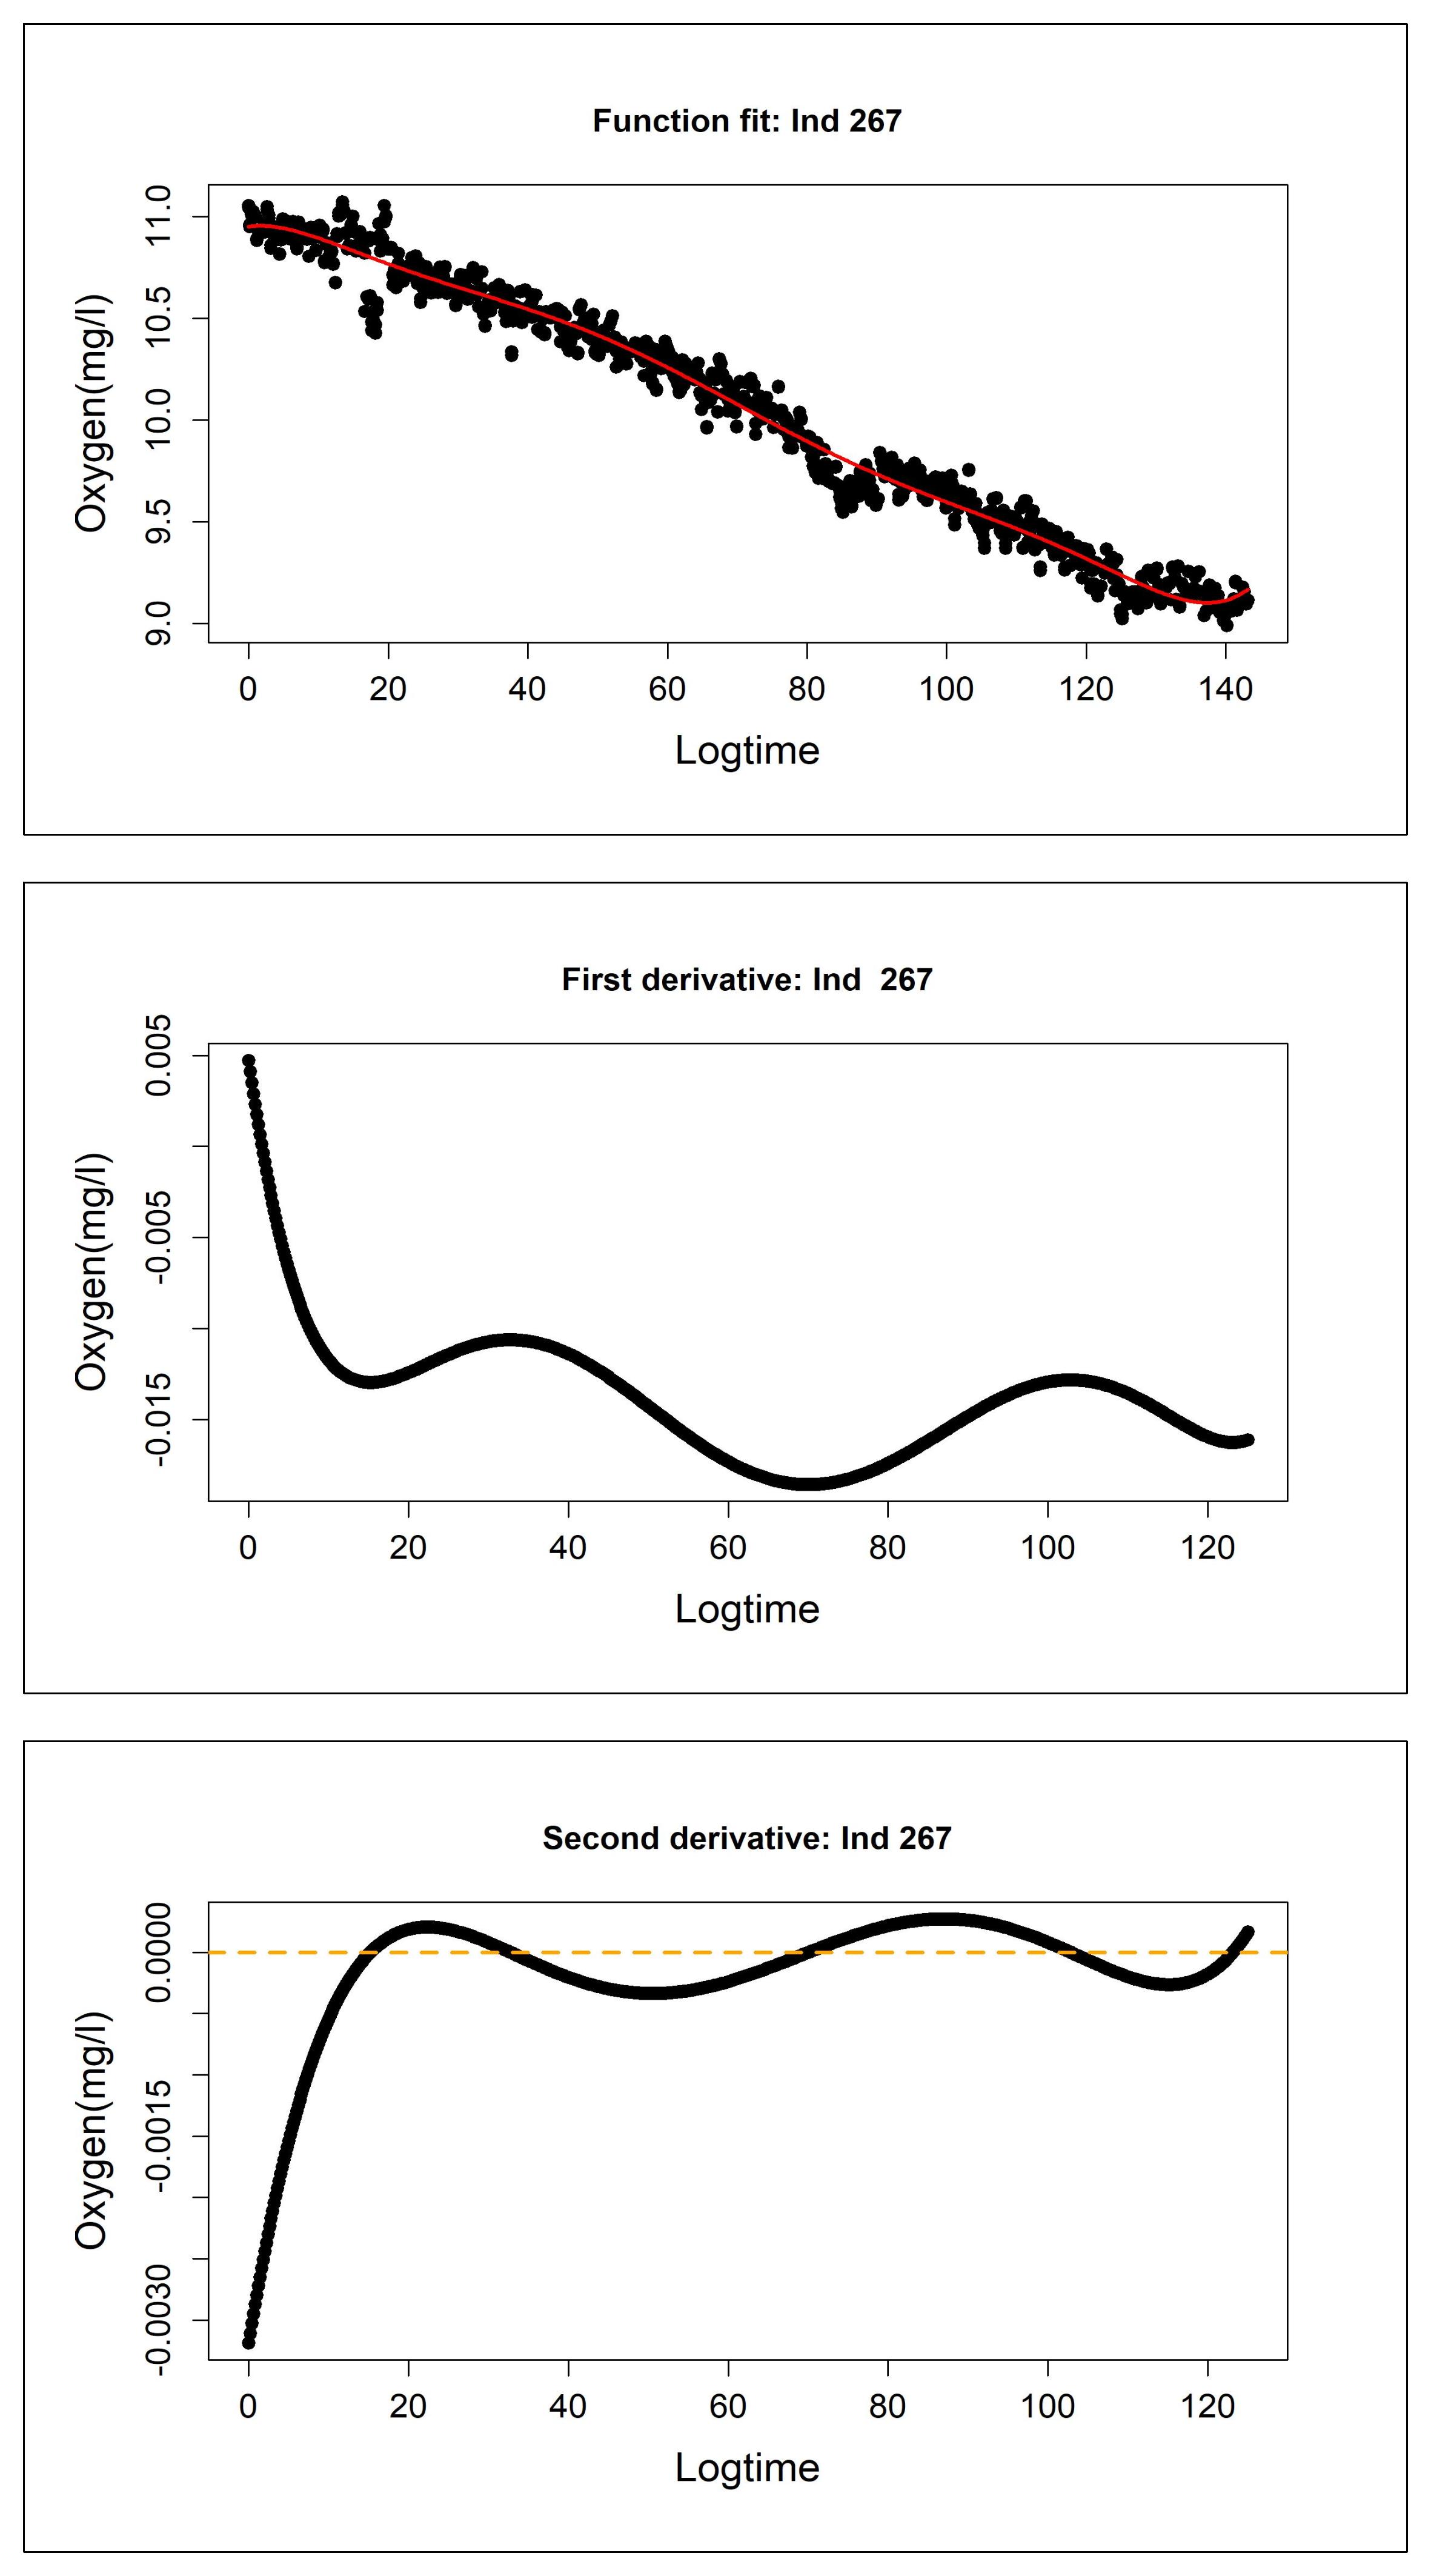 Function fit: Ind 267
Oxygen(mg/l)
11.0
10.5
10.0
9.5
9.0
0 20 40 60 80 100 120 140
Logtime
First derivative: Ind  267
Oxygen(mg/l)
0.005
-0.005
-0.015
0 20 40 60 80 100 120
Logtime
Second derivative: Ind 267
Oxygen(mg/l)
0.0000
-0.0015
-0.0030
0 20 40 60 80 100 120
Logtime